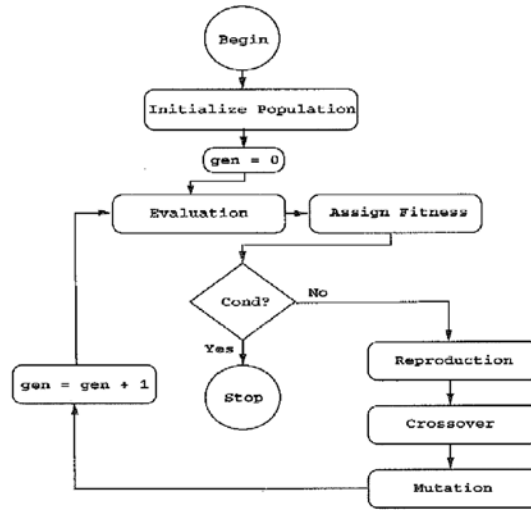 Begin
Initialize Population
gen = 0
Evaluation
Assign Fitness
Cond?
No
Yes
Stop
Reproduction
Crossover
Mutation
gen = gen + 1